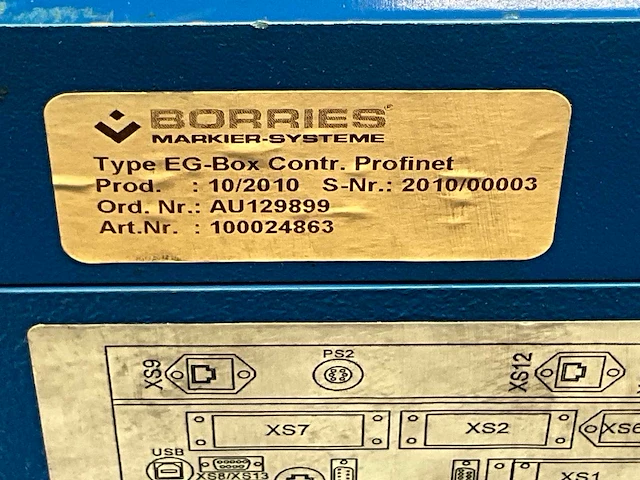 BORRIES
MARKIER-SYSTEME
Type EG-Box Contr. Profinet
Prod. : 10/2010 S-Nr.: 2010/00003
Ord. Nr.: AU129899
Art.Nr. : 100024863
XS9
PS2
XS12
XS7
XS2
XS6
USB
XS8/XS13
XS1